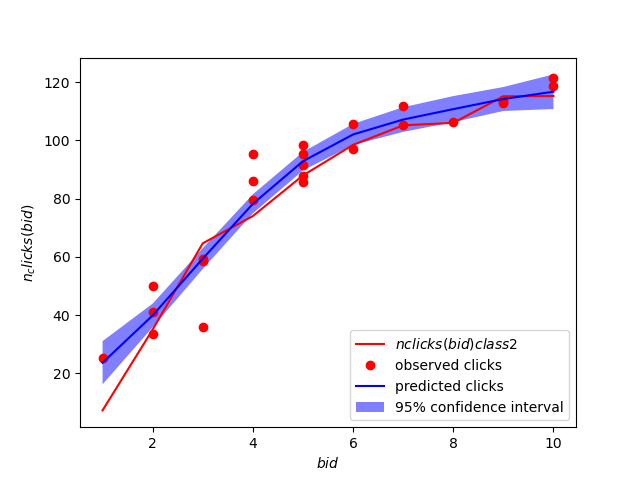 120
100
80
60
40
20
n_clicks(bid)
nclicks(bid)class2
observed clicks
predicted clicks
95% confidence interval
2
4
6
8
10
bid